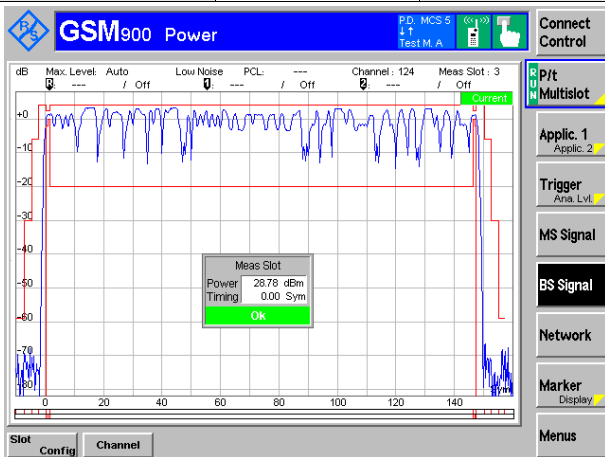 R/S
GSM900 Power
P.D. MCS 5
↓↑
Test M. A
Connect Control
dB Max. Level: Auto Low Noise PCL: --- Channel : 124 Meas Slot : 3
--- / Off --- / Off --- / Off
Current
RUN P/t Multislot
Applic. 1
Applic. 2
Trigger
Ana. Lvl.
MS Signal
BS Signal
Network
Marker
Display
Menus
+0
-10
-20
-30
-40
-50
-60
-70
-80
Meas Slot
Power 28.78 dBm
Timing 0.00 Sym
Ok
Sym
0 20 40 60 80 100 120 140
Slot Config
Channel